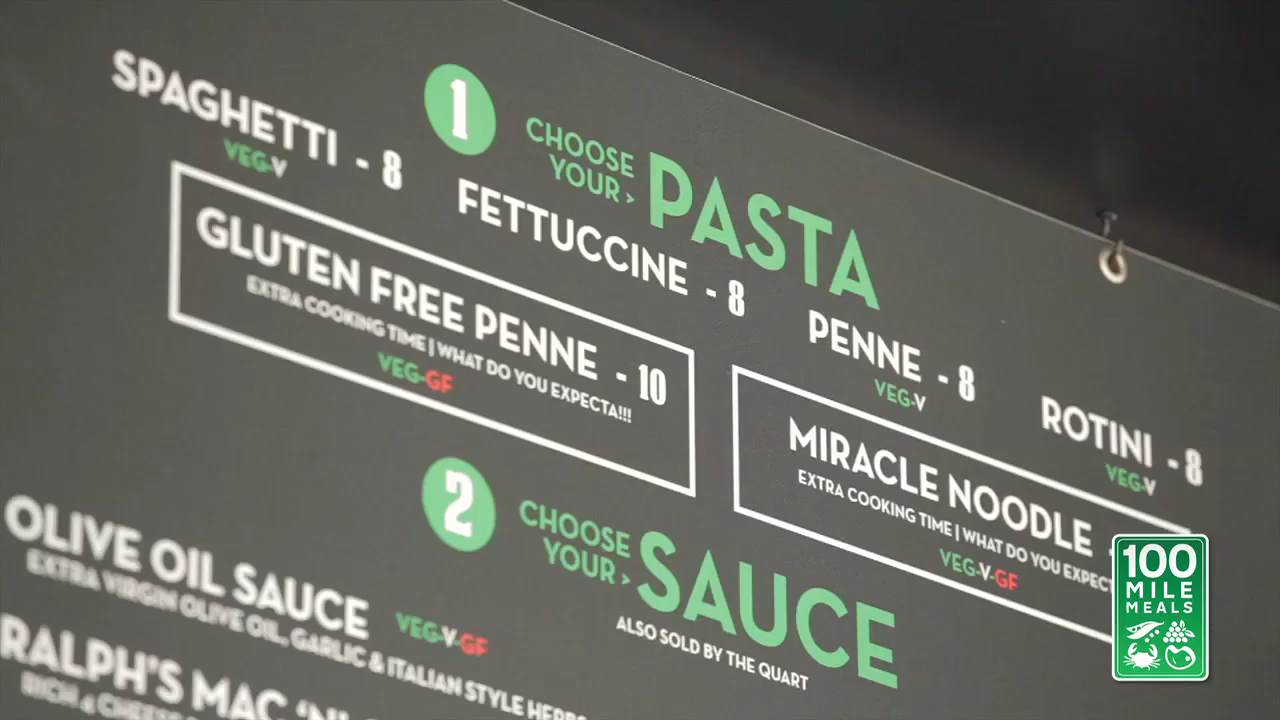 1 CHOOSE YOUR > PASTA
SPAGHETTI - 8
VEG-V
FETTUCCINE - 8
PENNE - 8
VEG-V
ROTINI - 8
VEG-V
GLUTEN FREE PENNE - 10
EXTRA COOKING TIME | WHAT DO YOU EXPECTA!!!
VEG-GF
MIRACLE NOODLE -
EXTRA COOKING TIME | WHAT DO YOU
VEG-V-GF
2 CHOOSE YOUR > SAUCE
ALSO SOLD BY THE QUART
OLIVE OIL SAUCE VEG-V-GF
EXTRA VIRGIN OLIVE OIL, GARLIC & ITALIAN STYLE
RALPH'S MAC
RICH &
100
MILE
MEALS